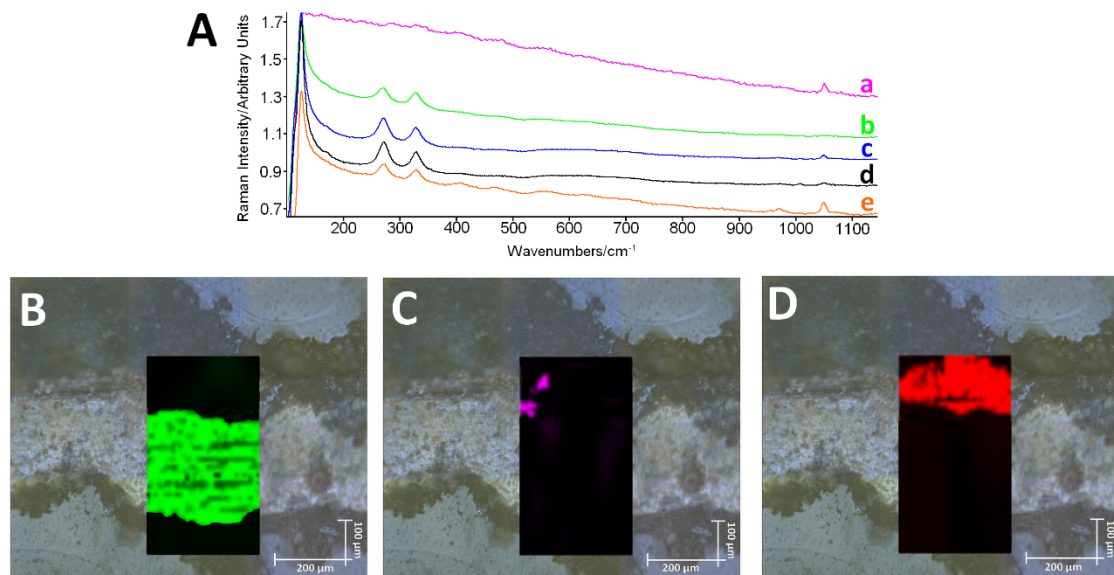 A
Raman Intensity/Arbitrary Units
1.7
1.5
1.3
1.1
0.9
0.7
a
b
c
d
e
200 300 400 500 600 700 800 900 1000 1100
Wavenumbers/cm⁻¹
B
100 µm
200 µm
C
100 µm
200 µm
D
100 µm
200 µm